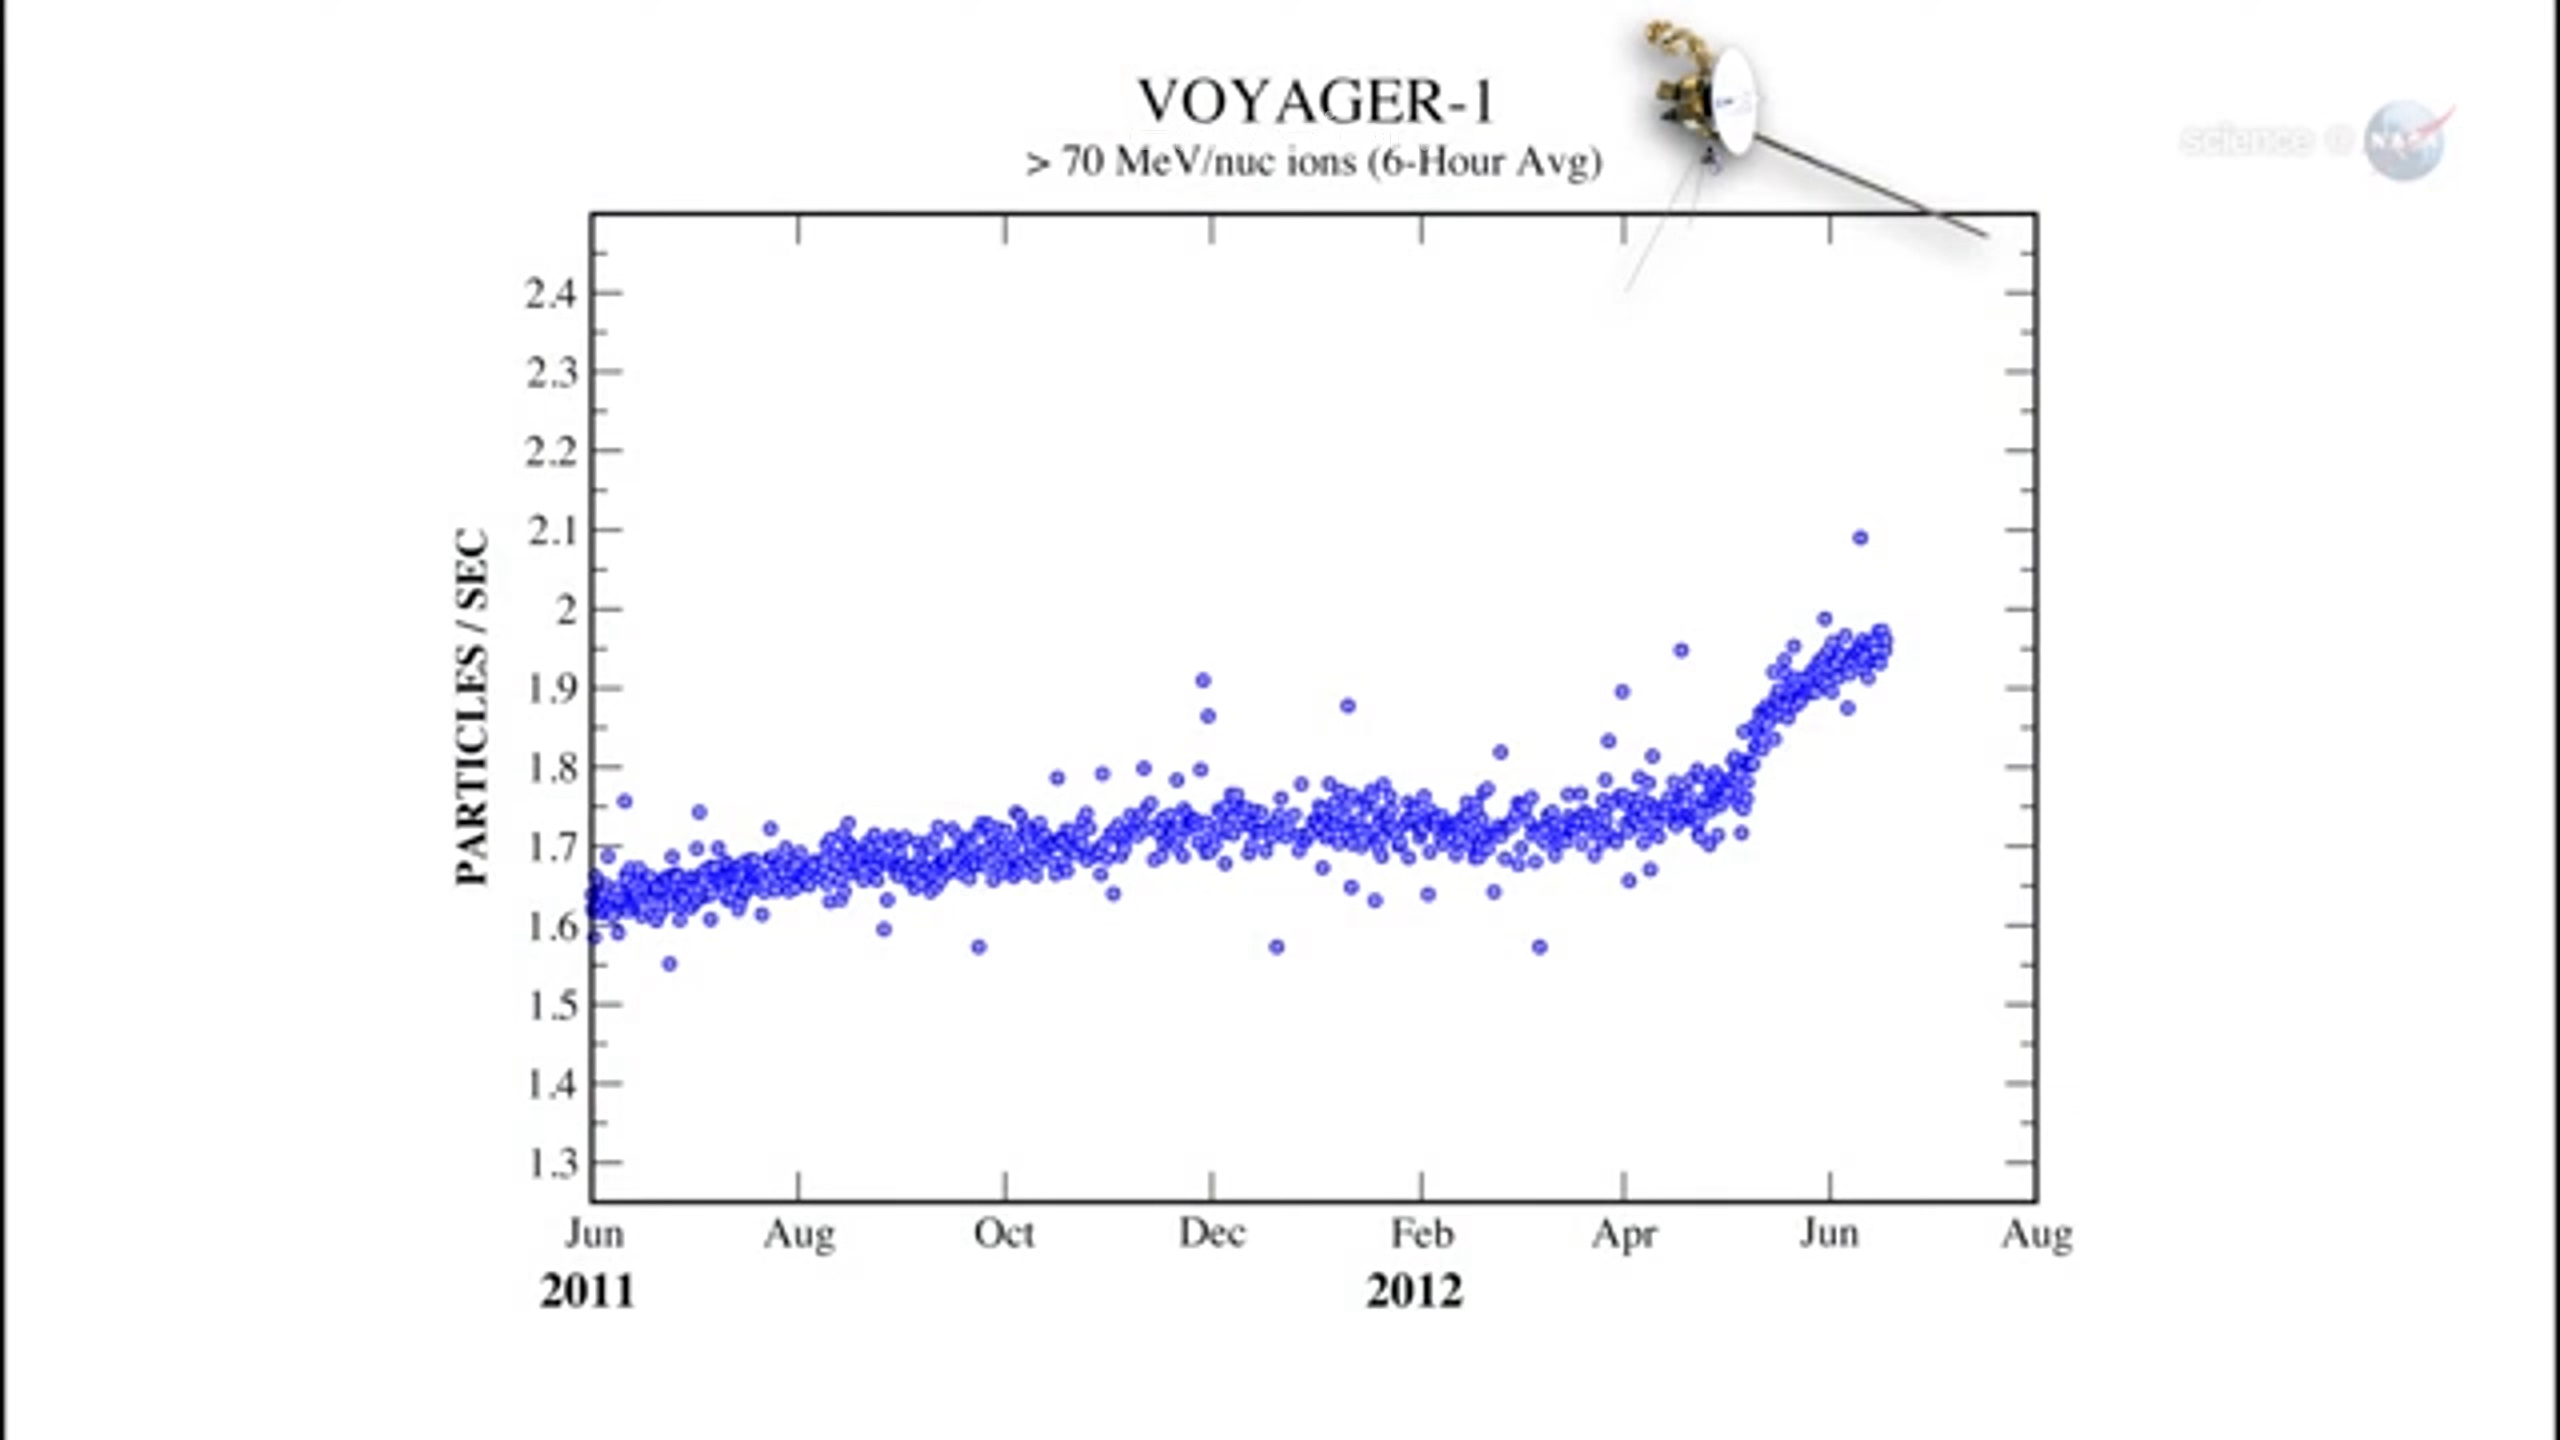 VOYAGER-1
> 70 MeV/nuc ions (6-Hour Avg)
science @ NASA
PARTICLES / SEC
2.4
2.3
2.2
2.1
2
1.9
1.8
1.7
1.6
1.5
1.4
1.3
Jun Aug Oct Dec Feb Apr Jun Aug
2011 2012